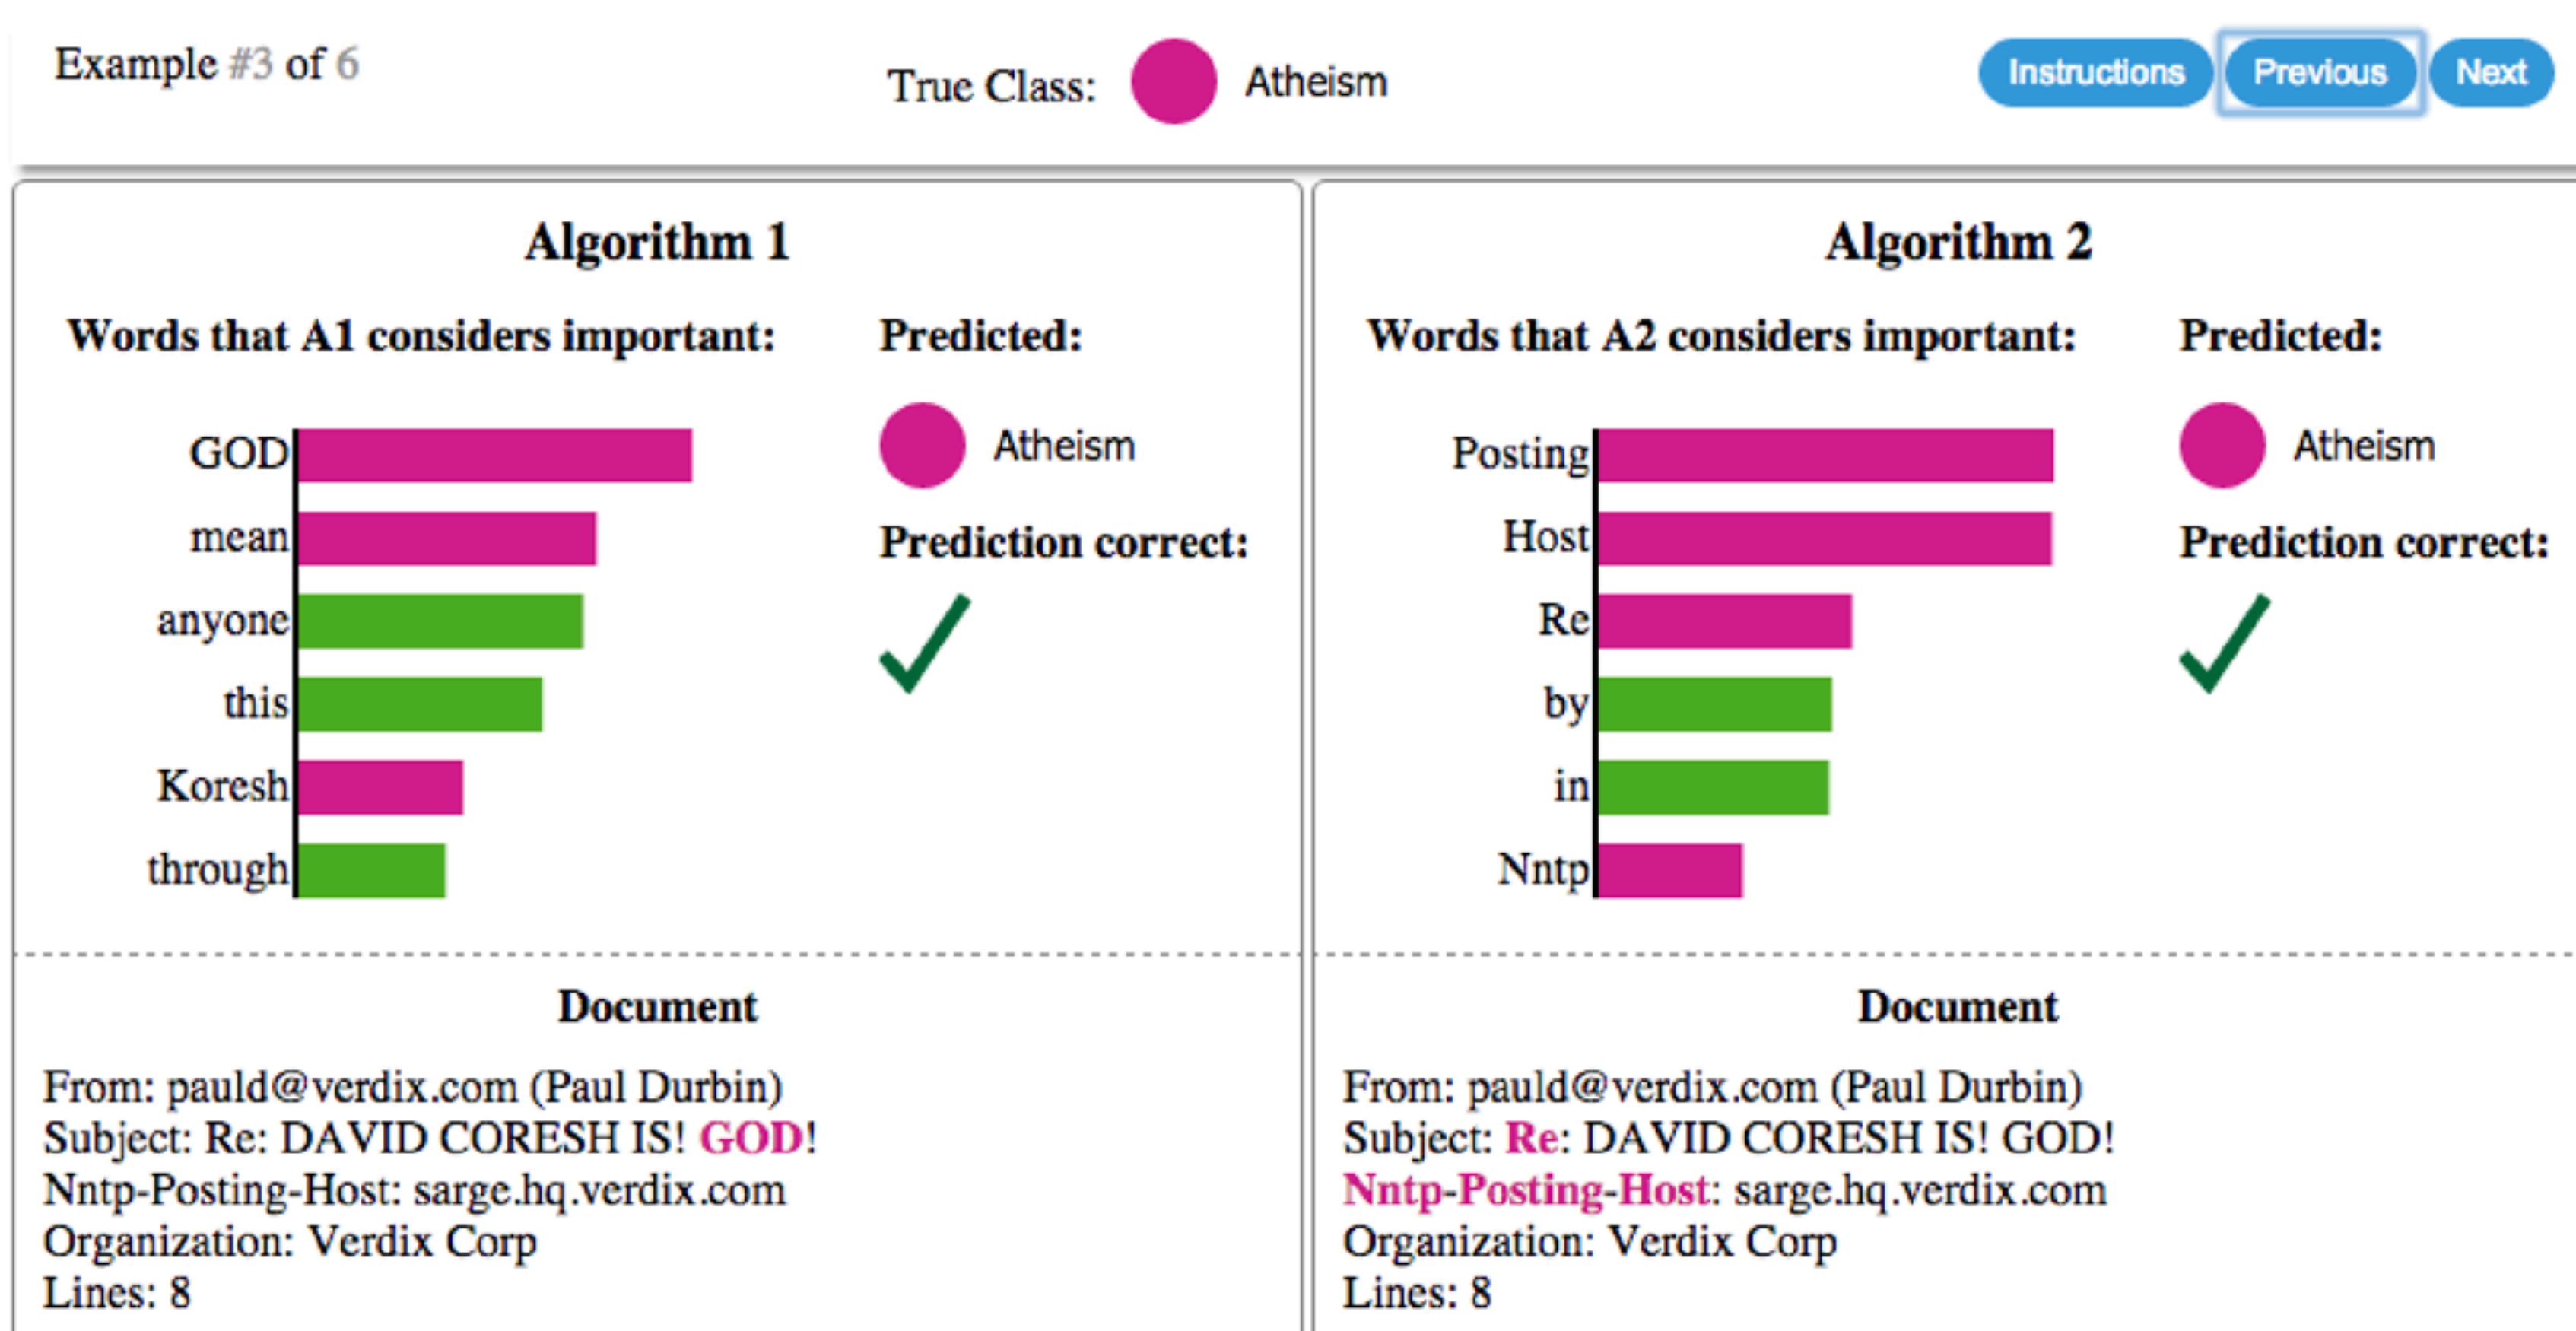 Example #3 of 6
True Class: Atheism
Instructions Previous Next
Algorithm 1
Words that A1 considers important:
Predicted:
GOD
mean
anyone
this
Koresh
through
Atheism
Prediction correct:
Document
From: pauld@verdix.com (Paul Durbin)
Subject: Re: DAVID CORESH IS! GOD!
Nntp-Posting-Host: sarge.hq.verdix.com
Organization: Verdix Corp
Lines: 8
Algorithm 2
Words that A2 considers important:
Predicted:
Posting
Host
Re
by
in
Nntp
Atheism
Prediction correct:
Document
From: pauld@verdix.com (Paul Durbin)
Subject: Re: DAVID CORESH IS! GOD!
Nntp-Posting-Host: sarge.hq.verdix.com
Organization: Verdix Corp
Lines: 8